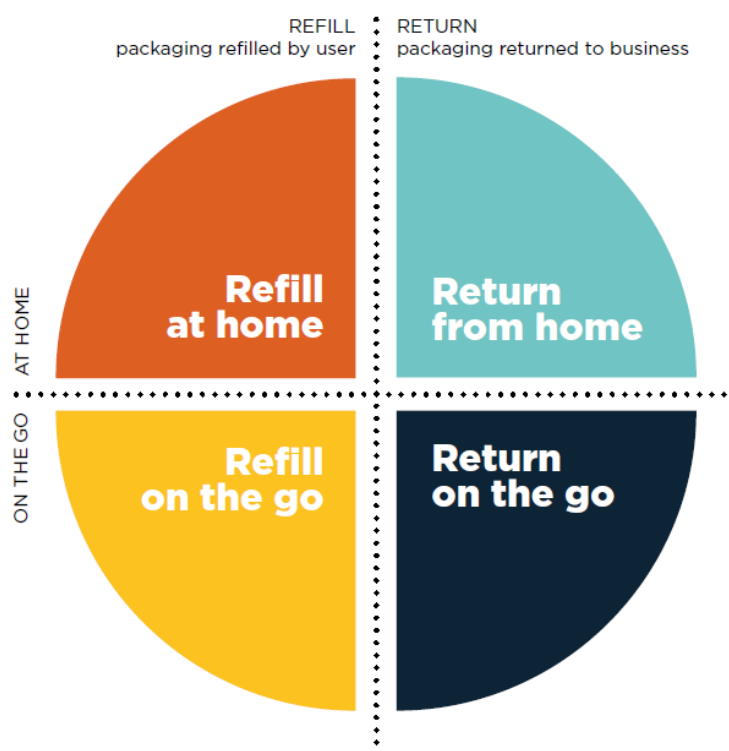 REFILL
packaging refilled by user
RETURN
packaging returned to business
AT HOME
Refill
at home
Return
from home
ON THE GO
Refill
on the go
Return
on the go